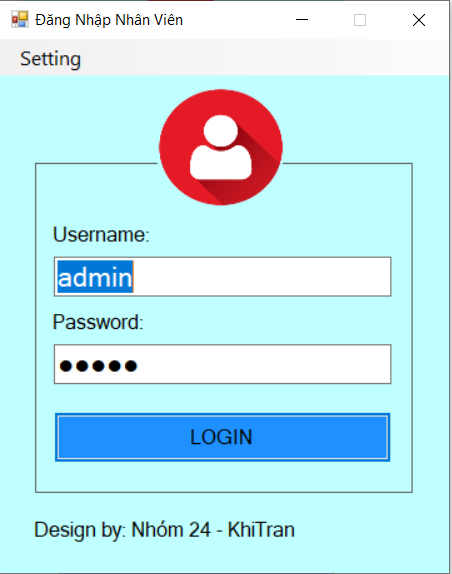 Đăng Nhập Nhân Viên
Setting
Username:
admin
Password:
●●●●●
LOGIN
Design by: Nhóm 24 - KhiTran